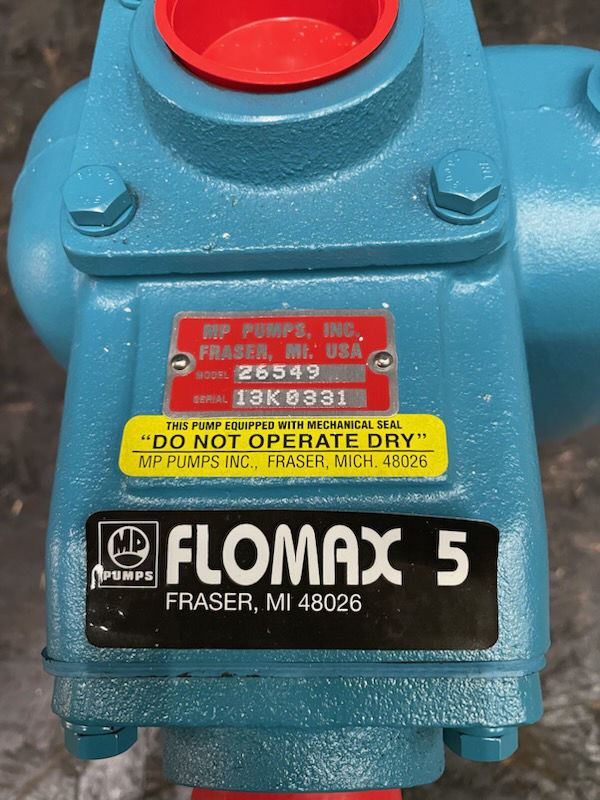 MP PUMPS, INC.
FRASER, MI. USA
MODEL 26549
SERIAL 13K0331
THIS PUMP EQUIPPED WITH MECHANICAL SEAL
"DO NOT OPERATE DRY"
MP PUMPS INC., FRASER, MICH. 48026
MP
PUMPS
FLOMAX 5
FRASER, MI 48026